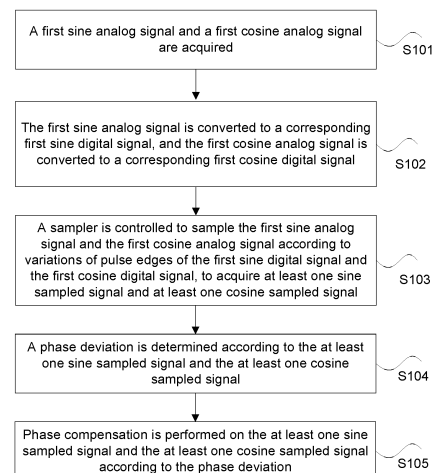 A first sine analog signal and a first cosine analog signal
are acquired
S101
The first sine analog signal is converted to a corresponding
first sine digital signal, and the first cosine analog signal is
converted to a corresponding first cosine digital signal
S102
A sampler is controlled to sample the first sine analog
signal and the first cosine analog signal according to
variations of pulse edges of the first sine digital signal and
the first cosine digital signal, to acquire at least one sine
sampled signal and at least one cosine sampled signal
S103
A phase deviation is determined according to the at least
one sine sampled signal and the at least one cosine
sampled signal
S104
Phase compensation is performed on the at least one sine
sampled signal and the at least one cosine sampled signal
according to the phase deviation
S105